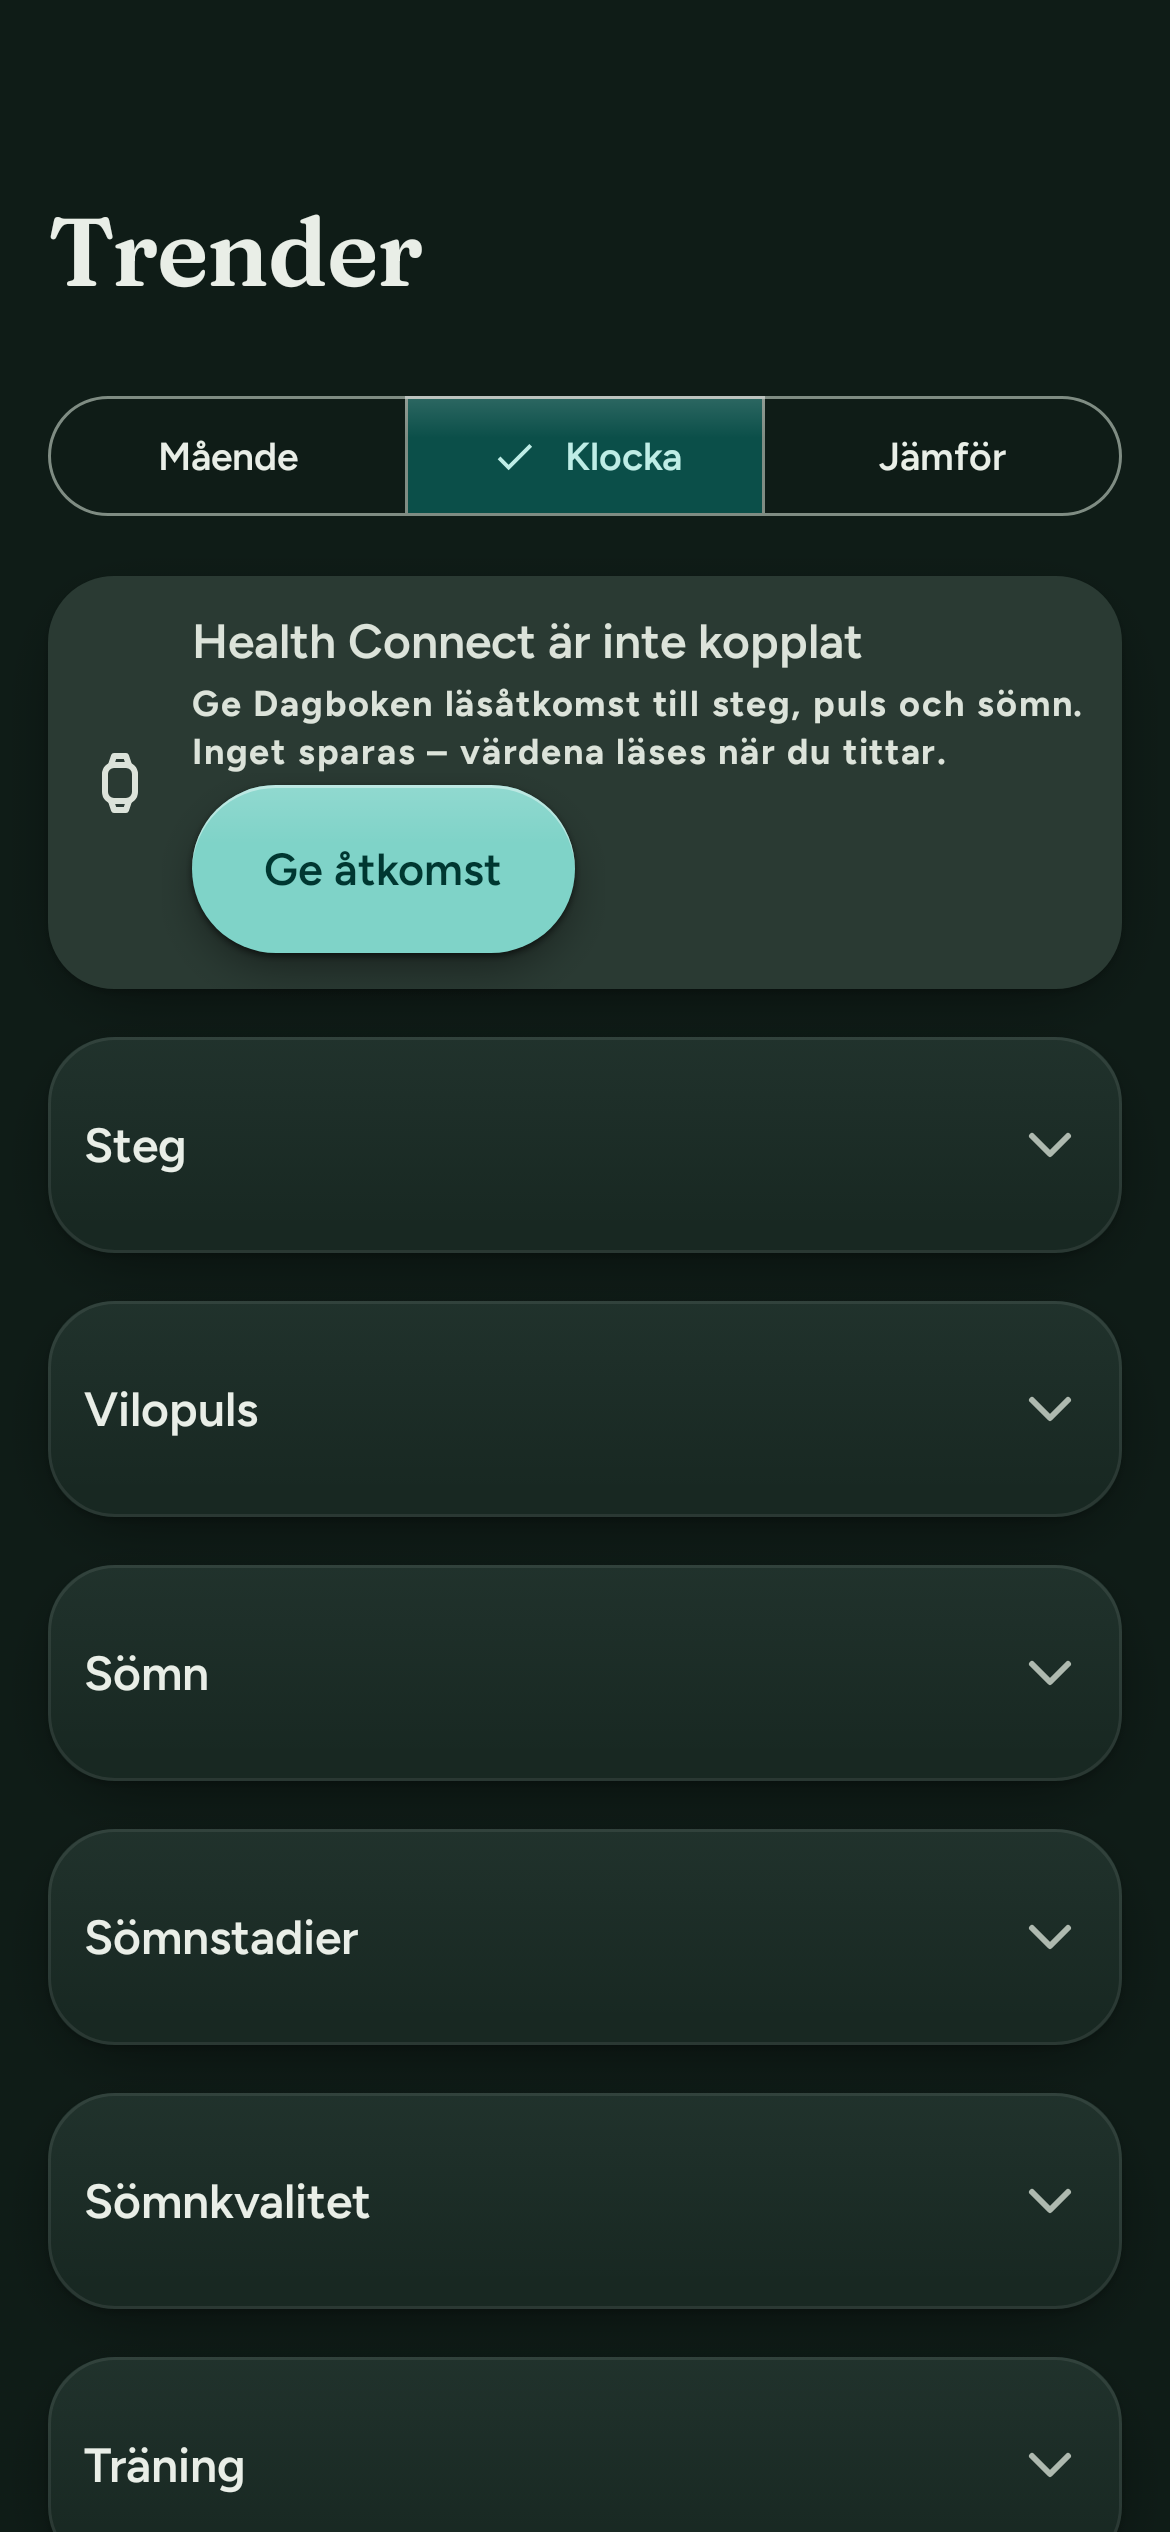 Trender
Mående
Klocka
Jämför
Health Connect är inte kopplat
Ge Dagboken läsåtkomst till steg, puls och sömn.
Inget sparas – värdena läses när du tittar.
Ge åtkomst
Steg
Vilopuls
Sömn
Sömnstadier
Sömnkvalitet
Träning